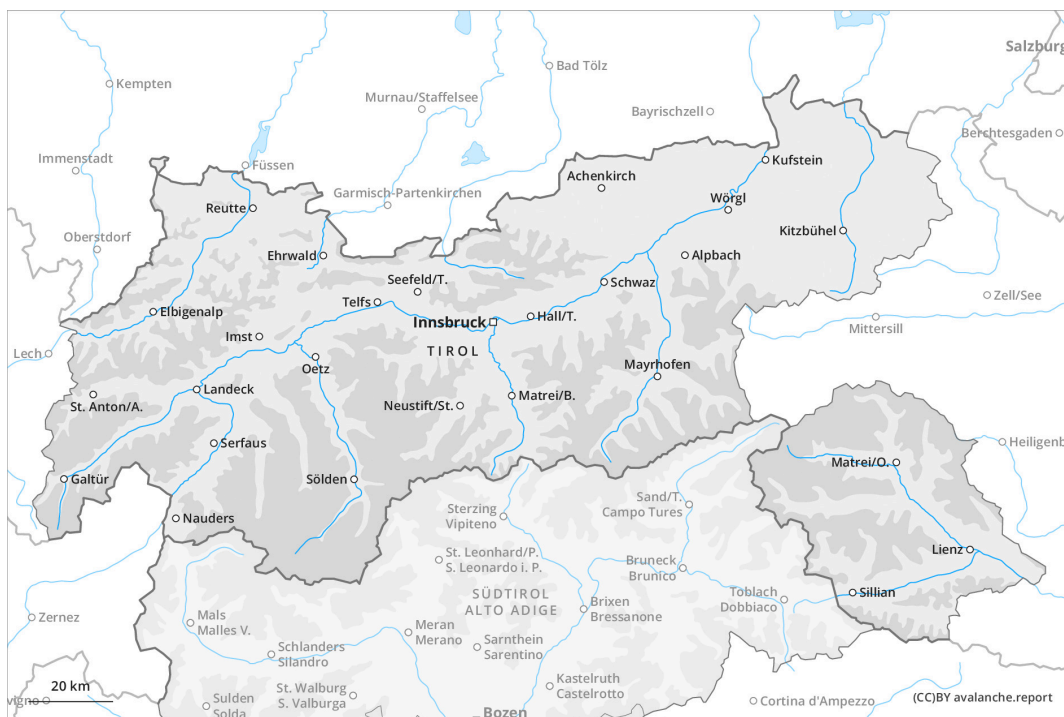 Salzburg
Bad Tölz
Kempten
Murnau/Staffelsee
Bayrischzell
Berchtesgaden
Immenstadt
Füssen
Kufstein
Achenkirch
Garmisch-Partenkirchen
Wörgl
Reutte
Kitzbühel
Oberstdorf
Ehrwald
Alpbach
Seefeld/T.
Schwaz
Zell/See
Telfs
Elbigenalp
Innsbruck
Hall/T.
Mittersill
Imst
Lech
TIROL
Oetz
Mayrhofen
Landeck
St. Anton/A.
Neustift/St.
Matrei/B.
Serfaus
Heiligenb
Matrei/O.
Galtür
Sölden
Sand/T.
Campo Tures
Sterzing
Vipiteno
Nauders
Lienz
St. Leonhard/P.
S. Leonardo i. P.
Bruneck
Brunico
SÜDTIROL
ALTO ADIGE
Toblach
Dobbiaco
Sillian
Brixen
Bressanone
Zernez
Mals
Malles V.
Meran
Merano
Sarnthein
Sarentino
Schlanders
Silandro
20 km
Kastelruth
Castelrotto
St. Walburg
S. Valburga
Sulden
Solda
vigno
Cortina d'Ampezzo
(CC)BY avalanche.report
Bozen